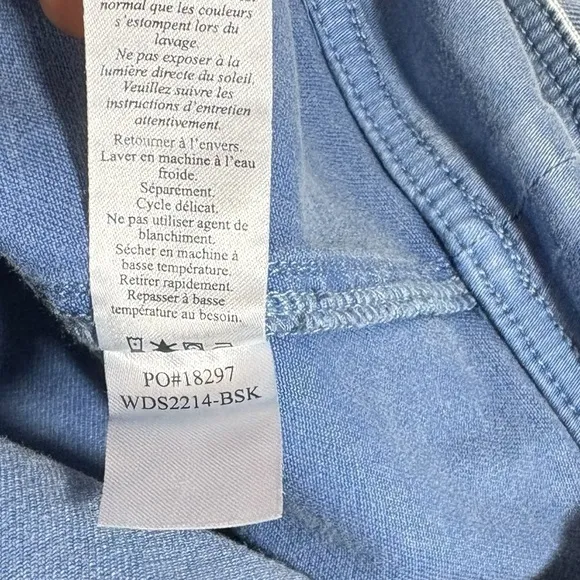 normal que les couleurs
s'estompent lors du
lavage.
Ne pas exposer à la
lumière directe du soleil.
Veuillez suivre les
instructions d'entretien
attentivement.
Retourner à l'envers.
Laver en machine à l'eau
froide.
Séparément.
Cycle délicat.
Ne pas utiliser agent de
blanchiment.
Sécher en machine à
basse température.
Retirer rapidement.
Repasser à basse
température au besoin.
PO#18297
WDS2214-BSK